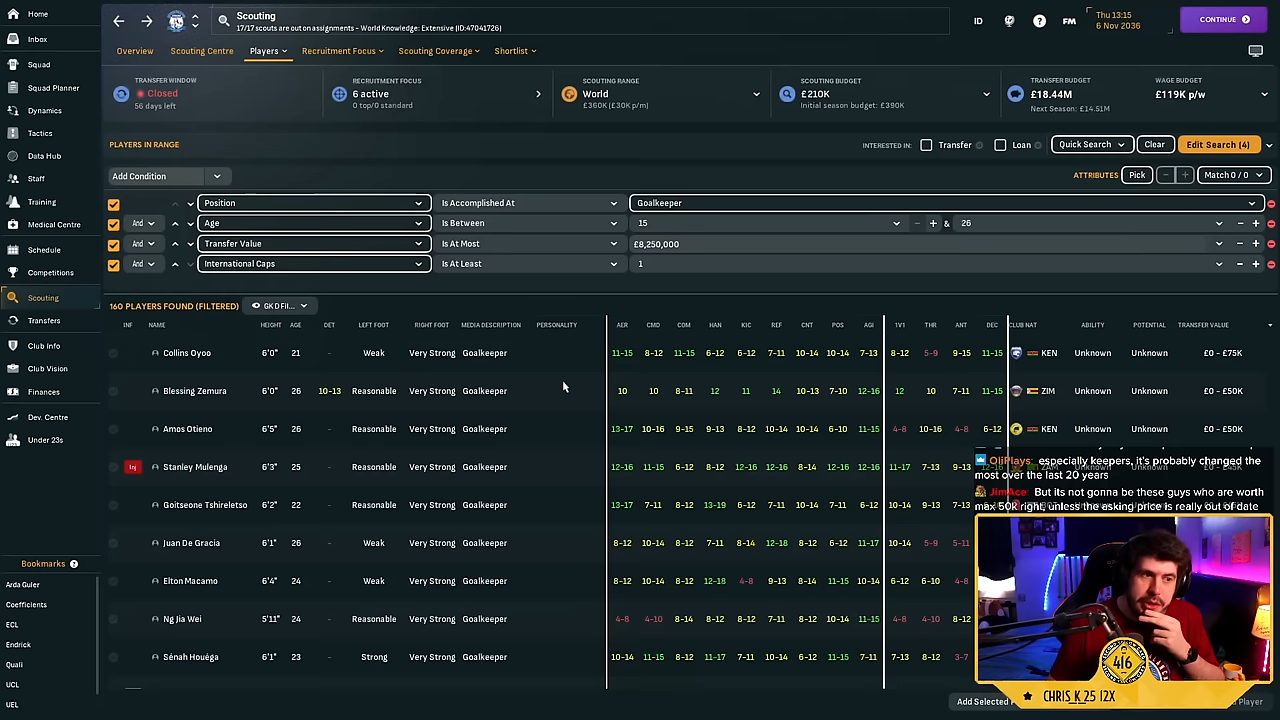 Home
Inbox
Squad
Squad Planner
Dynamics
Tactics
Data Hub
Staff
Training
Medical Centre
Schedule
Competitions
Scouting
Transfers
Club Info
Club Vision
Finances
Dev. Centre
Under 23s
Bookmarks
Arda Guler
Coefficients
ECL
Endrick
Quali
UCL
UEL
Scouting
17/17 scouts are out on assignments - World Knowledge: Extensive (ID:47041726)
ID
FM
Thu 13:15
6 Nov 2036
CONTINUE
Overview Scouting Centre Players Recruitment Focus Scouting Coverage Shortlist
TRANSFER WINDOW
Closed
56 days left
RECRUITMENT FOCUS
6 active
0 top/0 standard
SCOUTING RANGE
World
£360K (£30K p/m)
SCOUTING BUDGET
£210K
Initial season budget: £390K
TRANSFER BUDGET
£18.44M
Next Season: £14.51M
WAGE BUDGET
£119K p/w
PLAYERS IN RANGE
INTERESTED IN: Transfer Loan Quick Search Clear Edit Search (4)
Add Condition
ATTRIBUTES Pick - + Match 0 / 0
Position Is Accomplished At Goalkeeper
And Age Is Between 15 - + & 26 - +
And Transfer Value Is At Most £8,250,000 - +
And International Caps Is At Least 1 - +
160 PLAYERS FOUND (FILTERED) GK D FIL...
INF NAME HEIGHT AGE DET LEFT FOOT RIGHT FOOT MEDIA DESCRIPTION PERSONALITY AER CMD COM HAN KIC REF CNT POS AGI 1V1 THR ANT DEC CLUB NAT ABILITY POTENTIAL TRANSFER VALUE
Collins Oyoo 6'0" 21 - Weak Very Strong Goalkeeper 11-15 8-12 11-15 6-12 6-12 7-11 10-14 10-14 7-13 8-12 5-9 9-15 11-15 KEN Unknown Unknown £0 - £75K
Blessing Zemura 6'0" 26 10-13 Reasonable Very Strong Goalkeeper 10 10 8-11 12 11 14 10-13 7-10 12-16 12 10 7-11 11-15 ZIM Unknown Unknown £0 - £50K
Amos Otieno 6'5" 26 - Reasonable Very Strong Goalkeeper 13-17 10-16 9-15 9-13 8-12 10-14 10-14 6-10 11-15 4-8 10-16 4-8 6-12 KEN Unknown Unknown £0 - £50K
Inj Stanley Mulenga 6'3" 25 - Reasonable Very Strong Goalkeeper 12-16 11-15 6-12 8-12 12-16 12-16 8-14 12-16 12-16 11-17 7-13 9-13
Goitseone Tshireletso 6'2" 22 - Reasonable Very Strong Goalkeeper 13-17 7-11 8-12 13-19 6-12 8-12 10-14 7-11 6-12 10-14 9-13 7-13
Juan De Gracia 6'1" 26 - Weak Very Strong Goalkeeper 8-12 10-14 8-12 7-11 8-14 12-18 8-12 6-12 11-17 10-14 5-9 5-11
Elton Macamo 6'4" 24 - Weak Very Strong Goalkeeper 8-12 10-14 8-12 12-18 4-8 9-13 8-14 11-15 10-14 6-12 6-10 4-8
Ng Jia Wei 5'11" 24 - Reasonable Very Strong Goalkeeper 4-8 4-10 8-14 8-12 8-12 7-11 8-12 10-14 11-15 4-8 4-10 8-12
Sénah Houéga 6'1" 23 - Strong Very Strong Goalkeeper 10-14 11-15 8-12 11-17 7-11 10-14 6-12 11-15 7-11 7-13 8-12 3-7
OliPlays: especially keepers, it's probably changed the
most over the last 20 years
JimAce: But its not gonna be these guys who are worth
max 50K right, unless the asking price is really out of date
416
CHRIS_K_25 12X
Add Selected
Player